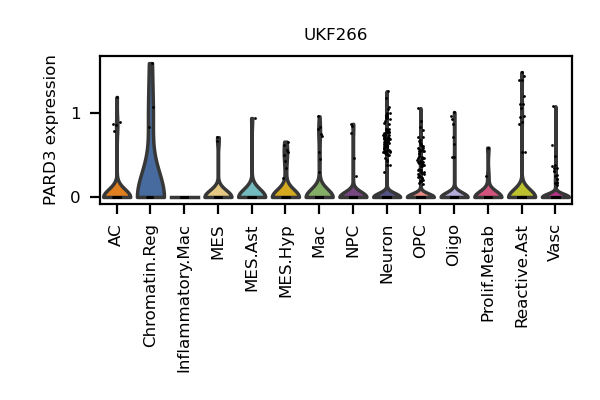 UKF266
PARD3 expression
1
0
AC
Chromatin.Reg
Inflammatory.Mac
MES
MES.Ast
MES.Hyp
Mac
NPC
Neuron
OPC
Oligo
Prolif.Metab
Reactive.Ast
Vasc